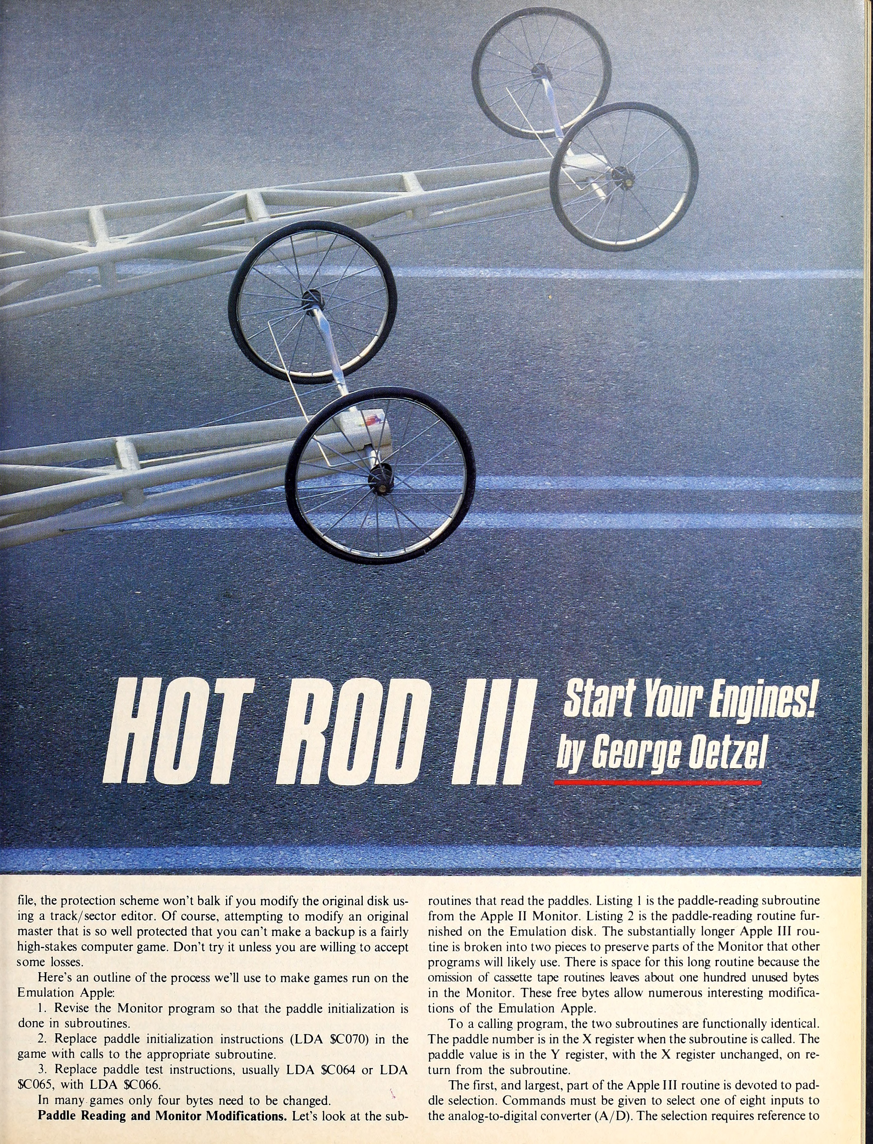 HOT ROD III
Start Your Engines!
by George Oetzel
file, the protection scheme won't balk if you modify the original disk us-
ing a track/sector editor. Of course, attempting to modify an original
master that is so well protected that you can't make a backup is a fairly
high-stakes computer game. Don't try it unless you are willing to accept
some losses.
Here's an outline of the process we'll use to make games run on the
Emulation Apple:
1. Revise the Monitor program so that the paddle initialization is
done in subroutines.
2. Replace paddle initialization instructions (LDA $C070) in the
game with calls to the appropriate subroutine.
3. Replace paddle test instructions, usually LDA $C064 or LDA
$C065, with LDA $C066.
In many games only four bytes need to be changed.
Paddle Reading and Monitor Modifications. Let's look at the sub-
routines that read the paddles. Listing 1 is the paddle-reading subroutine
from the Apple II Monitor. Listing 2 is the paddle-reading routine fur-
nished on the Emulation disk. The substantially longer Apple III rou-
tine is broken into two pieces to preserve parts of the Monitor that other
programs will likely use. There is space for this long routine because the
omission of cassette tape routines leaves about one hundred unused bytes
in the Monitor. These free bytes allow numerous interesting modifica-
tions of the Emulation Apple.
To a calling program, the two subroutines are functionally identical.
The paddle number is in the X register when the subroutine is called. The
paddle value is in the Y register, with the X register unchanged, on re-
turn from the subroutine.
The first, and largest, part of the Apple III routine is devoted to pad-
dle selection. Commands must be given to select one of eight inputs to
the analog-to-digital converter (A/D). The selection requires reference to